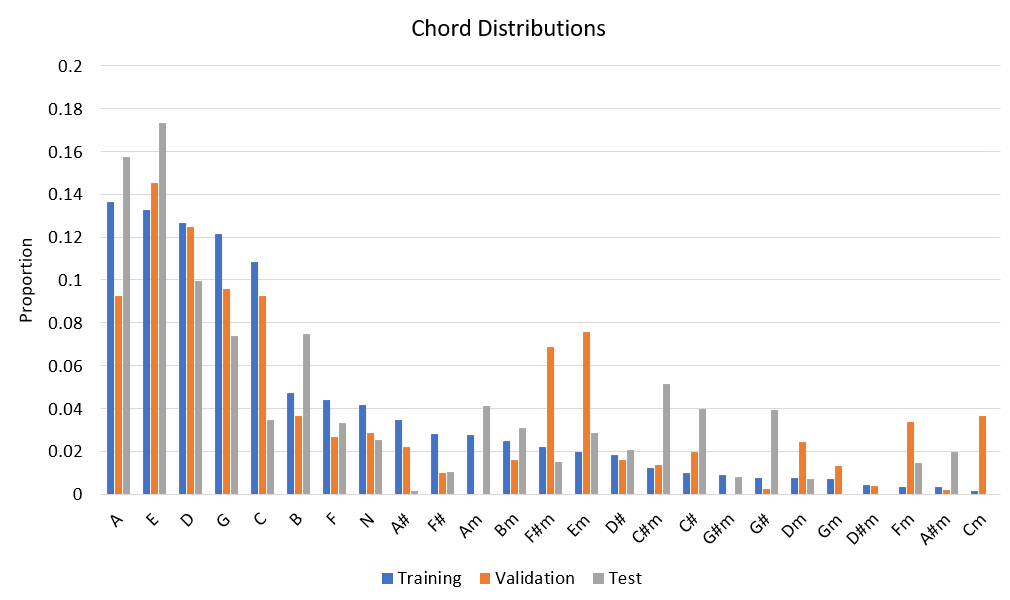 Chord Distributions
0.2
0.18
0.16
0.14
0.12
0.1
0.08
0.06
0.04
0.02
0
Proportion
A E D G C B F N A# F# Am Bm F#m Em D# C#m C# G#m G# Dm Gm D#m Fm A#m Cm
Training Validation Test